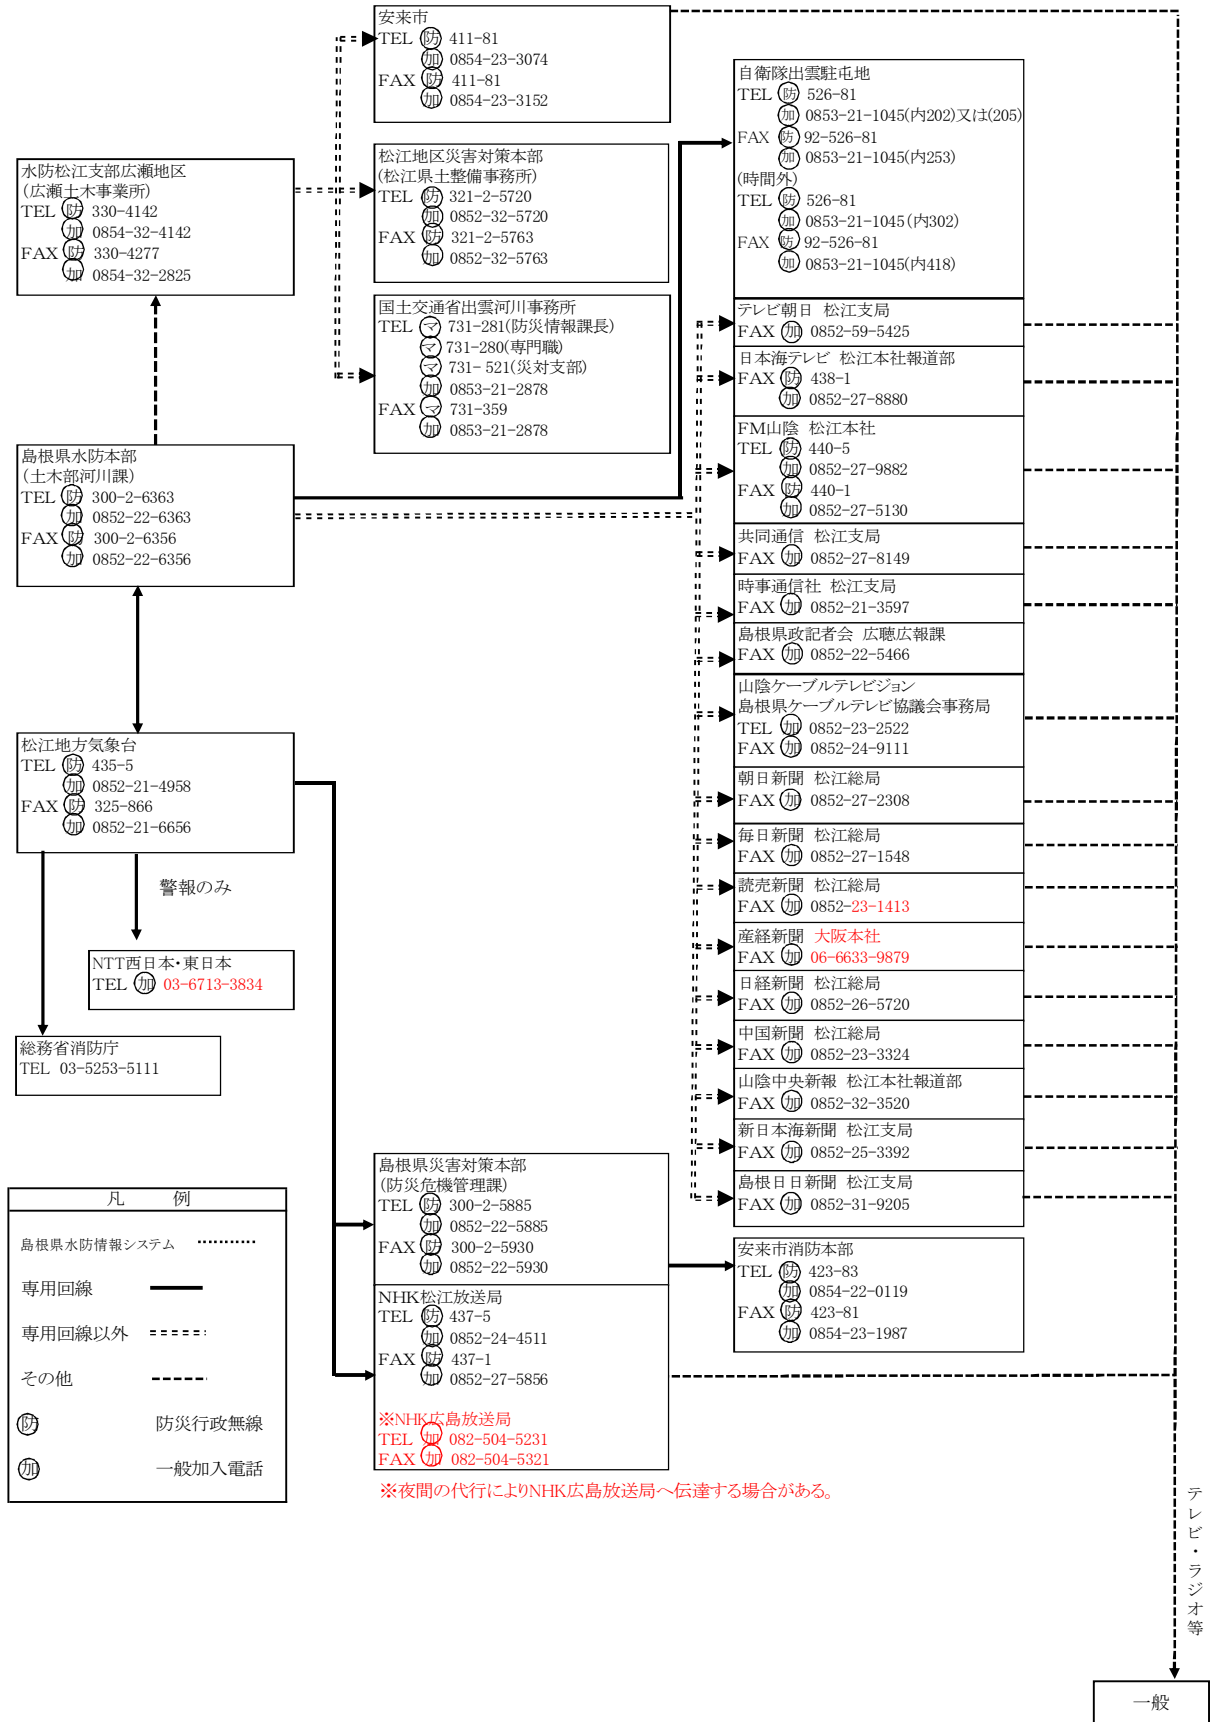 安来市
TEL 防 411-81
加 0854-23-3074
FAX 防 411-81
加 0854-23-3152
水防松江支部広瀬地区
(広瀬土木事業所)
TEL 防 330-4142
加 0854-32-4142
FAX 防 330-4277
加 0854-32-2825
松江地区災害対策本部
(松江県土整備事務所)
TEL 防 321-2-5720
加 0852-32-5720
FAX 防 321-2-5763
加 0852-32-5763
国土交通省出雲河川事務所
TEL マ 731-281(防災情報課長)
マ 731-280(専門職)
マ 731-521(災対支部)
加 0853-21-2878
FAX マ 731-359
加 0853-21-2878
島根県水防本部
(土木部河川課)
TEL 防 300-2-6363
加 0852-22-6363
FAX 防 300-2-6356
加 0852-22-6356
松江地方気象台
TEL 防 435-5
加 0852-21-4958
FAX 防 325-866
加 0852-21-6656
警報のみ
NTT西日本・東日本
TEL 加 03-6713-3834
総務省消防庁
TEL 03-5253-5111
自衛隊出雲駐屯地
TEL 防 526-81
加 0853-21-1045(内202)又は(205)
FAX 防 92-526-81
加 0853-21-1045(内253)
(時間外)
TEL 防 526-81
加 0853-21-1045(内302)
FAX 防 92-526-81
加 0853-21-1045(内418)
テレビ朝日 松江支局
FAX 加 0852-59-5425
日本海テレビ 松江本社報道部
FAX 防 438-1
加 0852-27-8880
FM山陰 松江本社
TEL 防 440-5
加 0852-27-9882
FAX 防 440-1
加 0852-27-5130
共同通信 松江支局
FAX 加 0852-27-8149
時事通信社 松江支局
FAX 加 0852-21-3597
島根県政記者会 広聴広報課
FAX 加 0852-22-5466
山陰ケーブルテレビジョン
島根県ケーブルテレビ協議会事務局
TEL 加 0852-23-2522
FAX 加 0852-24-9111
朝日新聞 松江総局
FAX 加 0852-27-2308
毎日新聞 松江総局
FAX 加 0852-27-1548
読売新聞 松江総局
FAX 加 0852-23-1413
産経新聞 大阪本社
FAX 加 06-6633-9879
日経新聞 松江総局
FAX 加 0852-26-5720
中国新聞 松江総局
FAX 加 0852-23-3324
山陰中央新報 松江本社報道部
FAX 加 0852-32-3520
新日本海新聞 松江支局
FAX 加 0852-25-3392
島根日日新聞 松江支局
FAX 加 0852-31-9205
島根県災害対策本部
(防災危機管理課)
TEL 防 300-2-5885
加 0852-22-5885
FAX 防 300-2-5930
加 0852-22-5930
NHK松江放送局
TEL 防 437-5
加 0852-24-4511
FAX 防 437-1
加 0852-27-5856
※NHK広島放送局
TEL 加 082-504-5231
FAX 加 082-504-5321
※夜間の代行によりNHK広島放送局へ伝達する場合がある。
安来市消防本部
TEL 防 423-83
加 0854-22-0119
FAX 防 423-81
加 0854-23-1987
凡 例
島根県水防情報システム
専用回線
専用回線以外
その他
防 防災行政無線
加 一般加入電話
テレビ・ラジオ等
一般